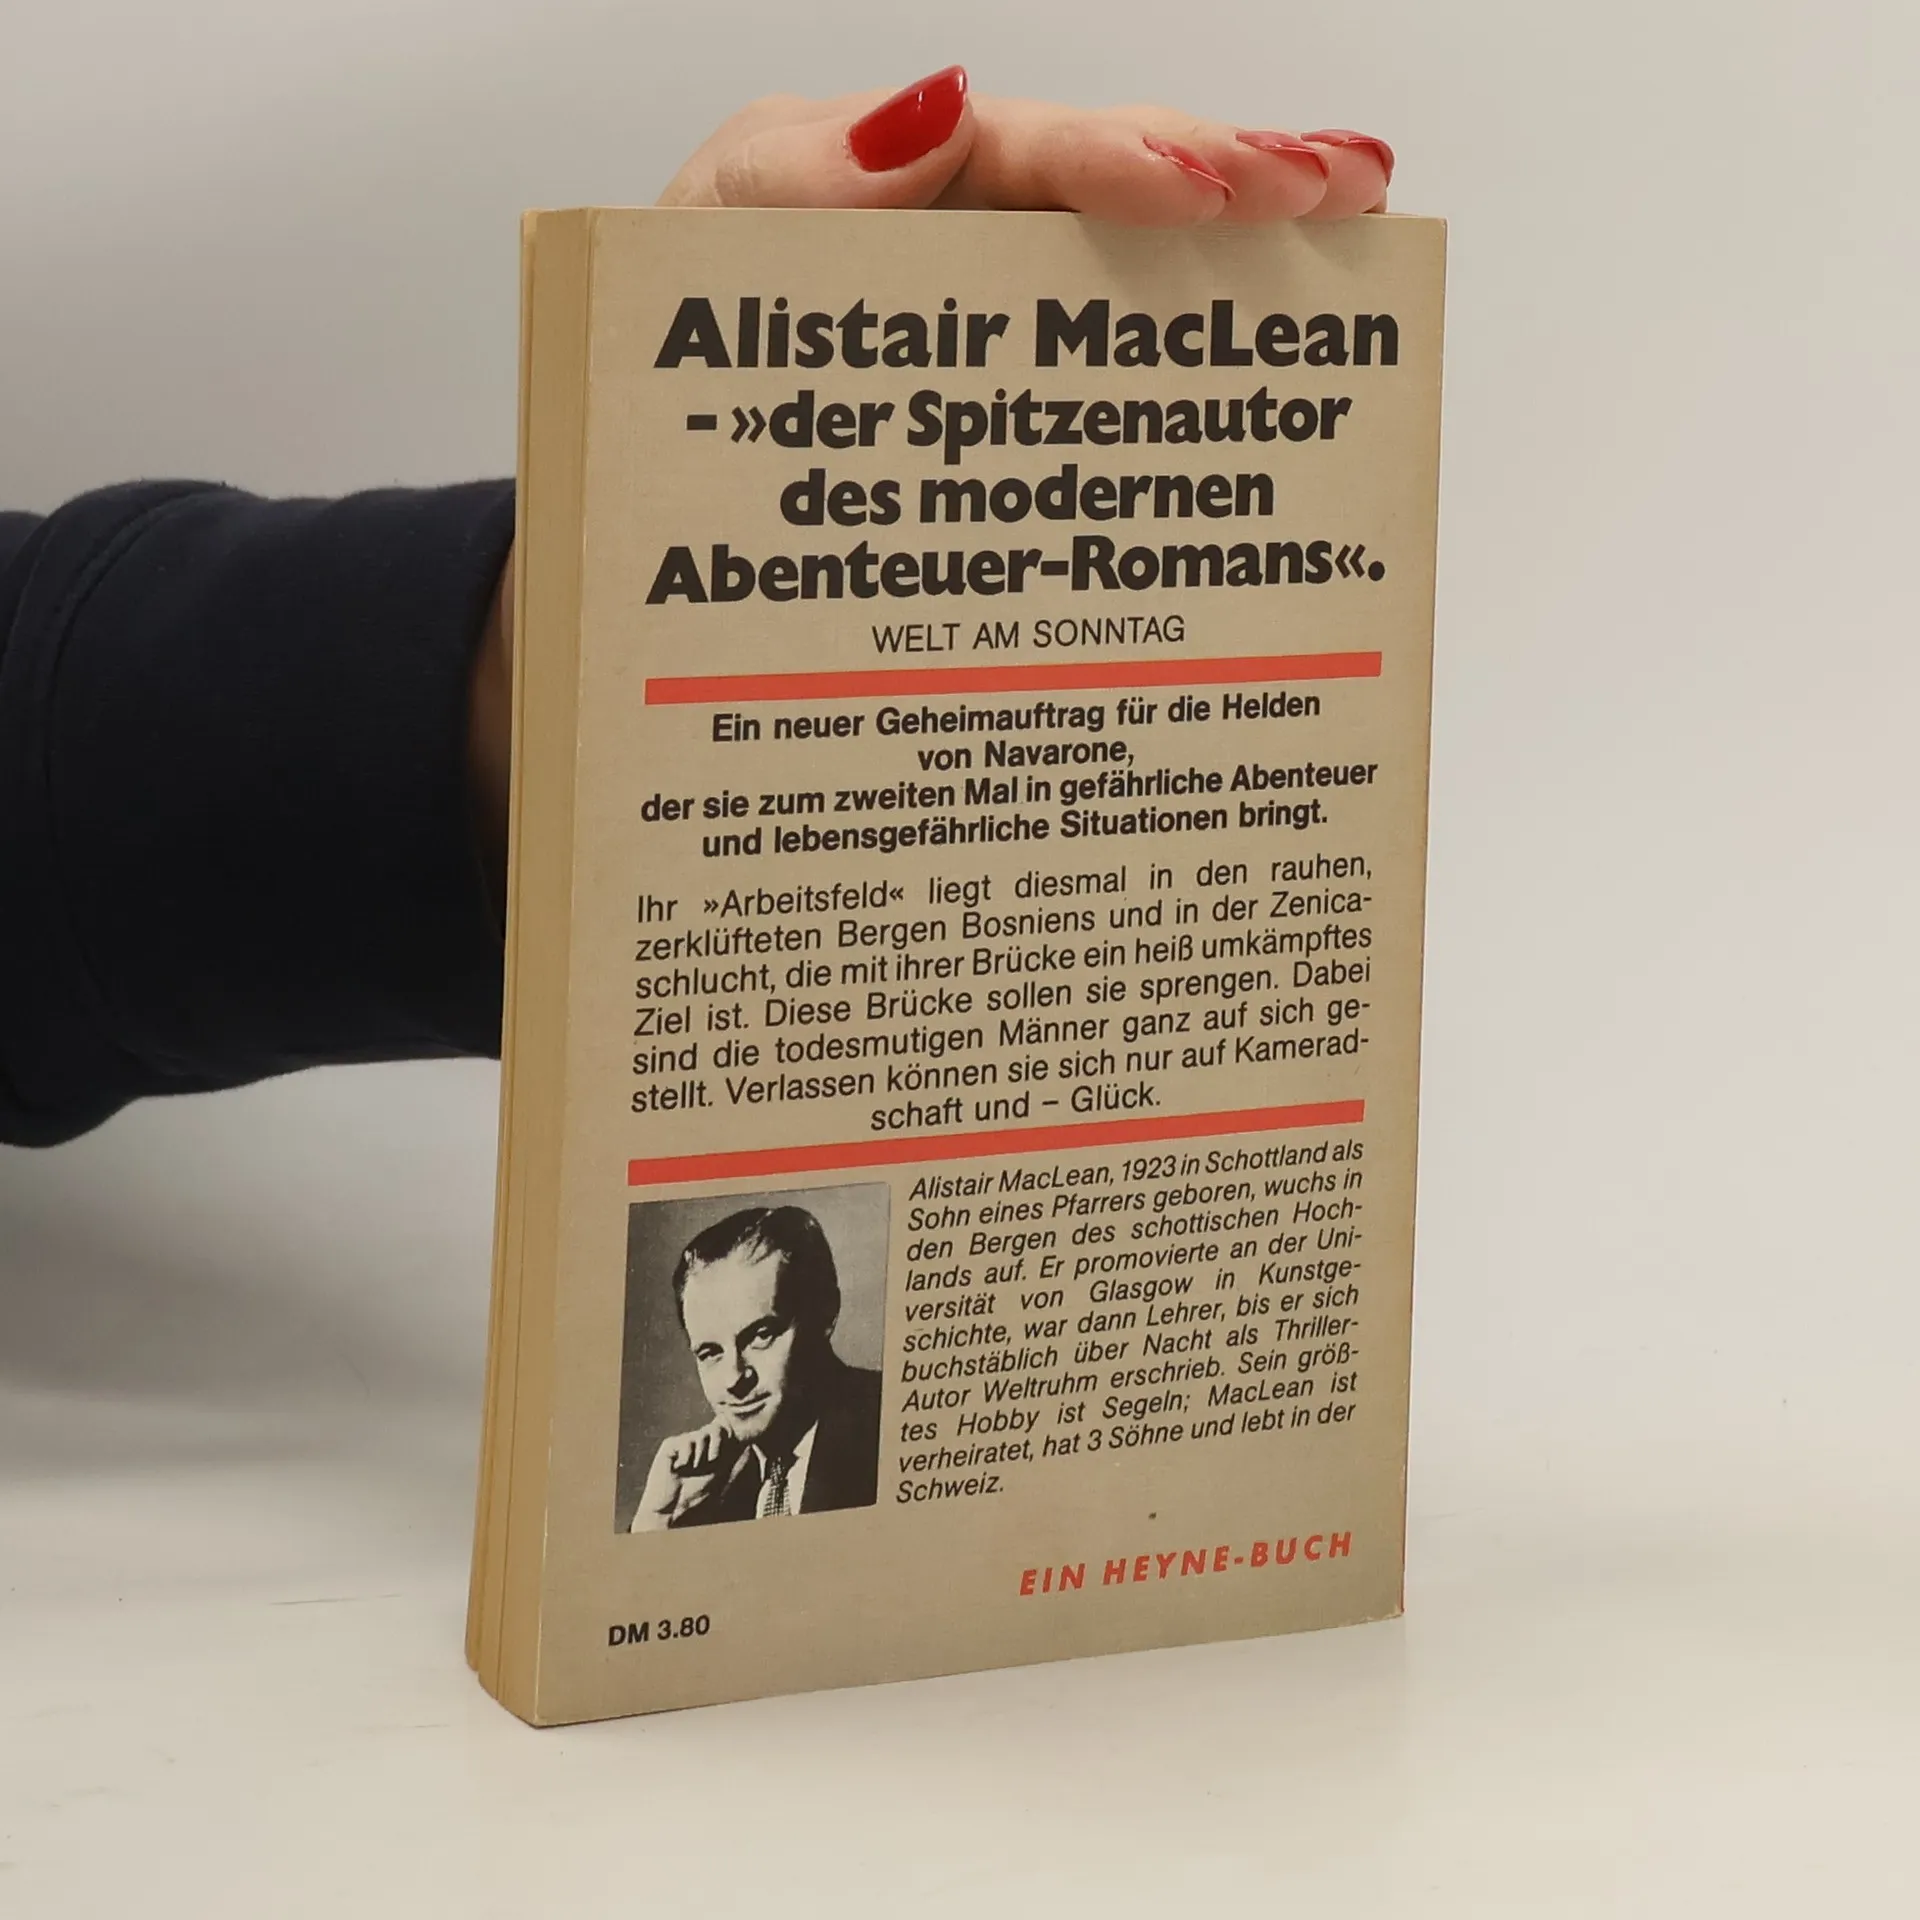 Alistair MacLean
- »der Spitzenautor
des modernen
Abenteuer-Romans«.
WELT AM SONNTAG
Ein neuer Geheimauftrag für die Helden
von Navarone,
der sie zum zweiten Mal in gefährliche Abenteuer
und lebensgefährliche Situationen bringt.
Ihr »Arbeitsfeld« liegt diesmal in den rauhen,
zerklüfteten Bergen Bosniens und in der Zenica-
schlucht, die mit ihrer Brücke ein heiß umkämpftes
Ziel ist. Diese Brücke sollen sie sprengen. Dabei
sind die todesmutigen Männer ganz auf sich ge-
stellt. Verlassen können sie sich nur auf Kamerad-
schaft und – Glück.
Alistair MacLean, 1923 in Schottland als
Sohn eines Pfarrers geboren, wuchs in
den Bergen des schottischen Hoch-
lands auf. Er promovierte an der Uni-
versität von Glasgow in Kunstge-
schichte, war dann Lehrer, bis er sich
buchstäblich über Nacht als Thriller-
Autor Weltruhm erschrieb. Sein größ-
tes Hobby ist Segeln; MacLean ist
verheiratet, hat 3 Söhne und lebt in der
Schweiz.
EIN HEYNE-BUCH
DM 3.80